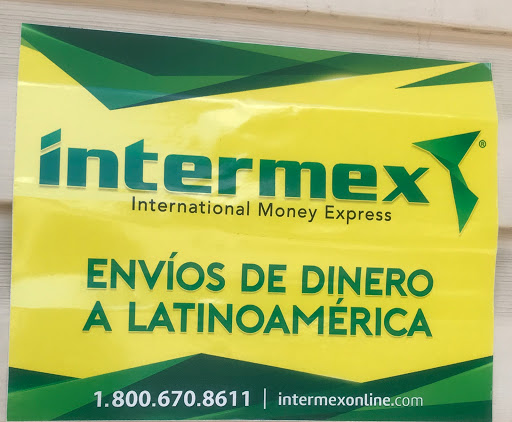 intermex®
International Money Express
ENVÍOS DE DINERO
A LATINOAMÉRICA
1.800.670.8611 | intermexonline.com